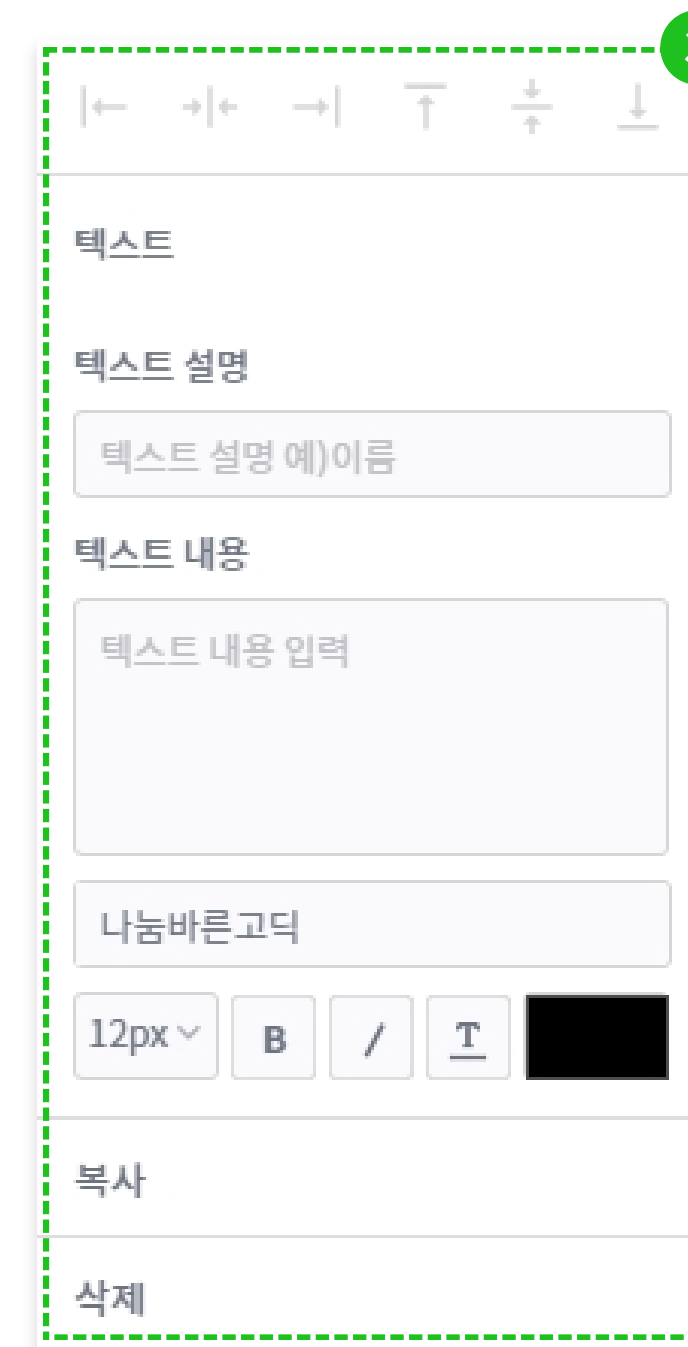 텍스트
텍스트 설명
텍스트 설명 예)이름
텍스트 내용
텍스트 내용 입력
나눔바른고딕
12px B / T
복사
삭제